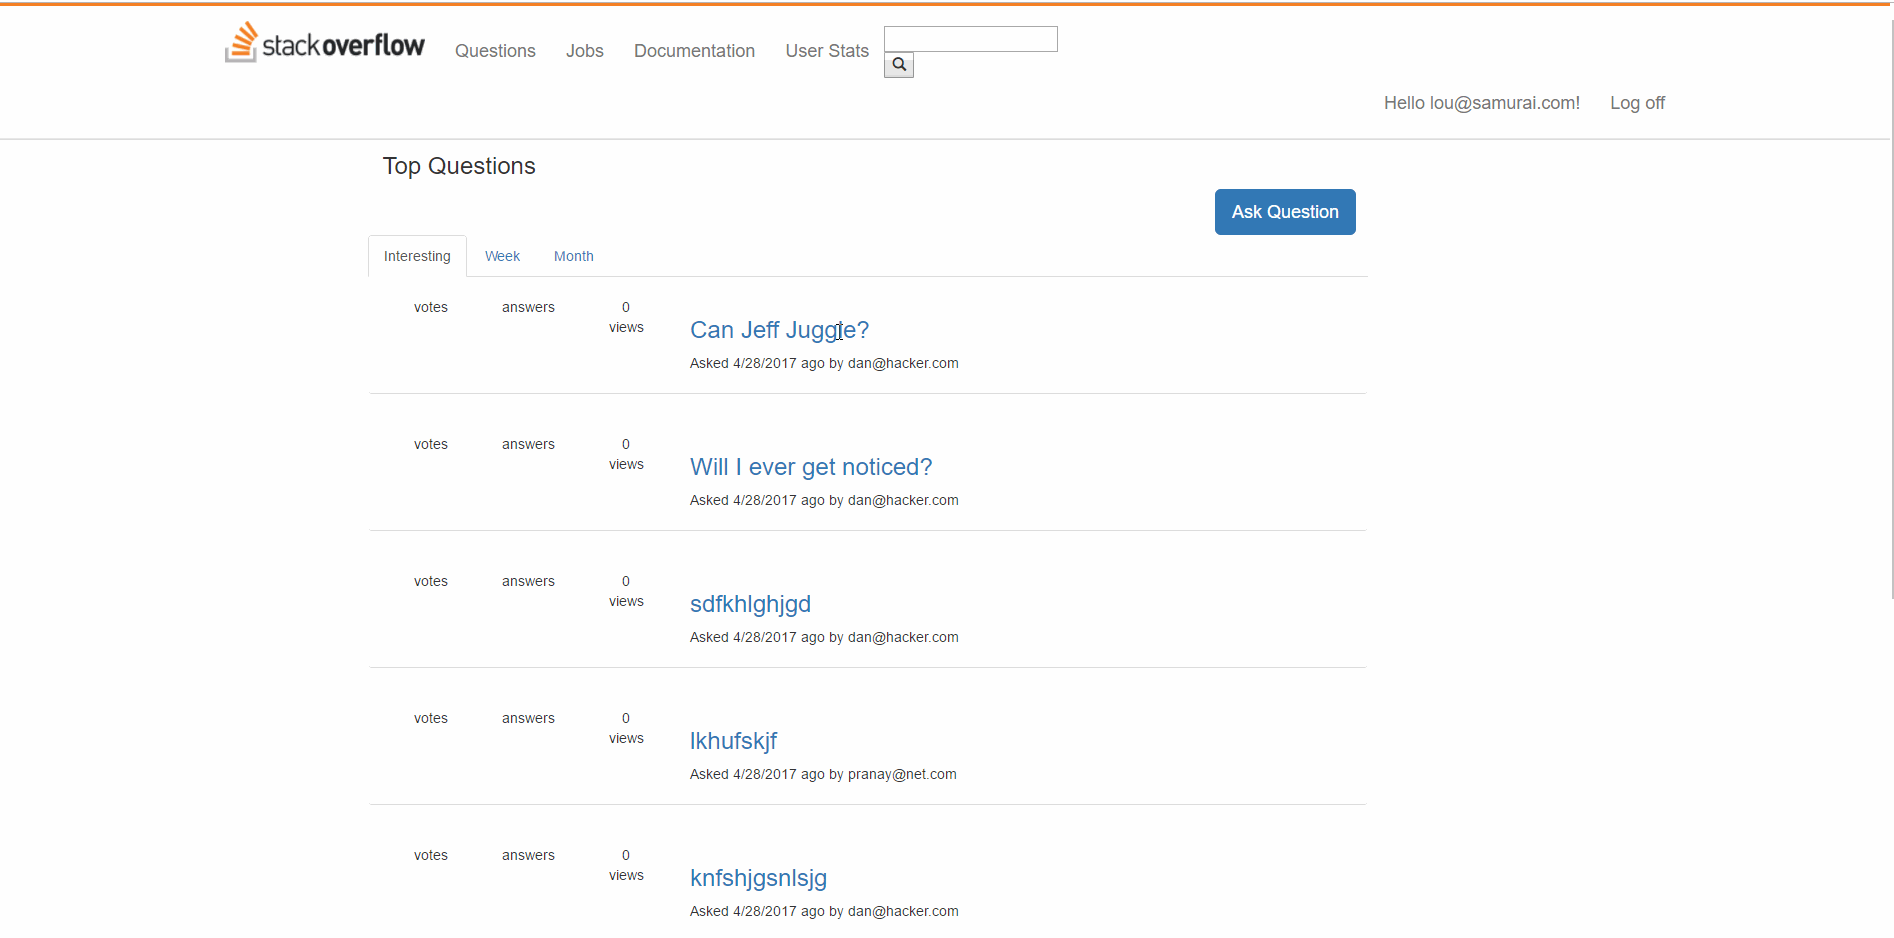 stackoverflow Questions Jobs Documentation User Stats
Hello lou@samurai.com! Log off
Top Questions
Ask Question
Interesting Week Month
votes answers 0 views
Can Jeff Juggle?
Asked 4/28/2017 ago by dan@hacker.com
votes answers 0 views
Will I ever get noticed?
Asked 4/28/2017 ago by dan@hacker.com
votes answers 0 views
sdfkhlghjgd
Asked 4/28/2017 ago by dan@hacker.com
votes answers 0 views
lkhufskjf
Asked 4/28/2017 ago by pranay@net.com
votes answers 0 views
knfshjgsnlsjg
Asked 4/28/2017 ago by dan@hacker.com